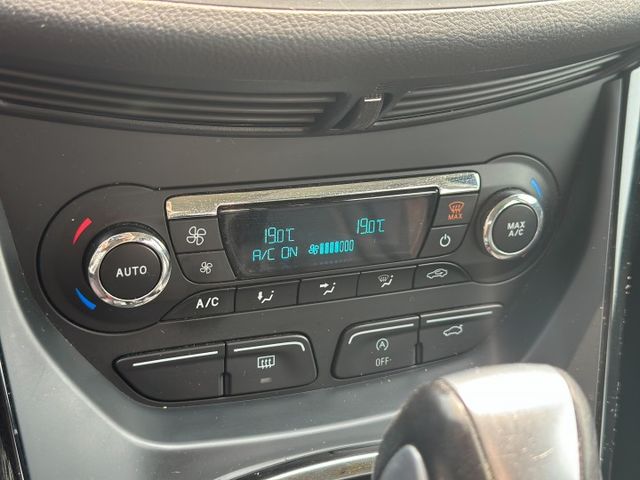 19.0°C 19.0°C
A/C ON
MAX
MAX
A/C
AUTO
A/C
A
OFF